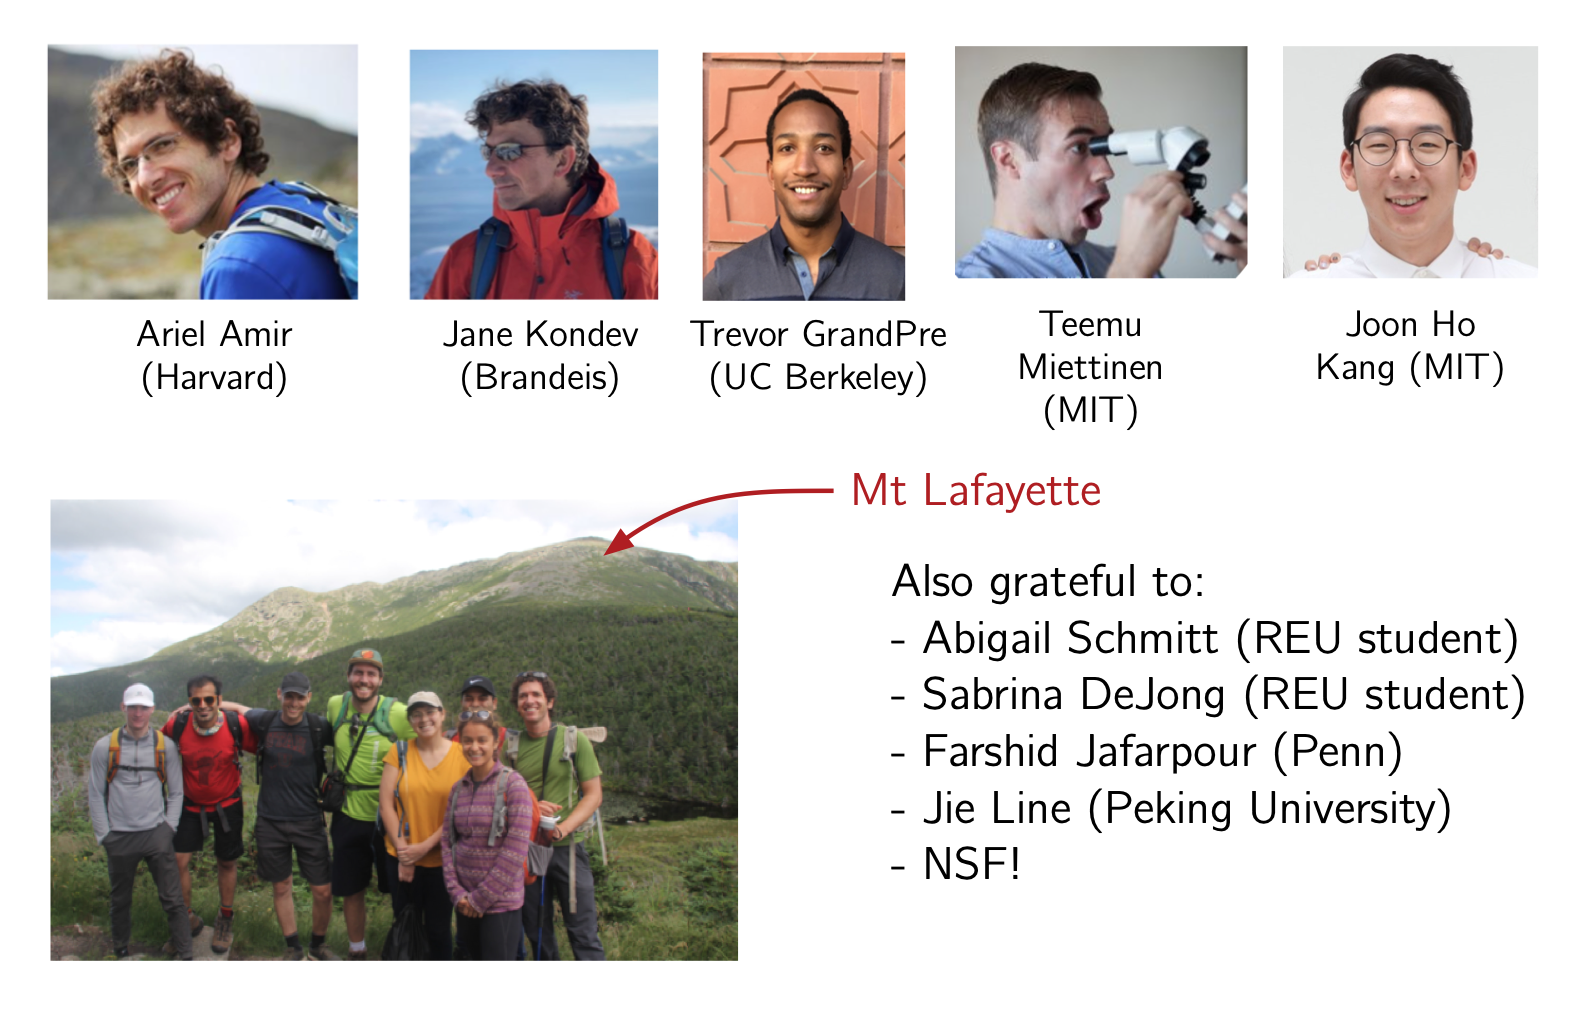 Ariel Amir
(Harvard)
Jane Kondev
(Brandeis)
Trevor GrandPre
(UC Berkeley)
Teemu
Miettinen
(MIT)
Joon Ho
Kang (MIT)
Mt Lafayette
Also grateful to:
- Abigail Schmitt (REU student)
- Sabrina DeJong (REU student)
- Farshid Jafarpour (Penn)
- Jie Line (Peking University)
- NSF!